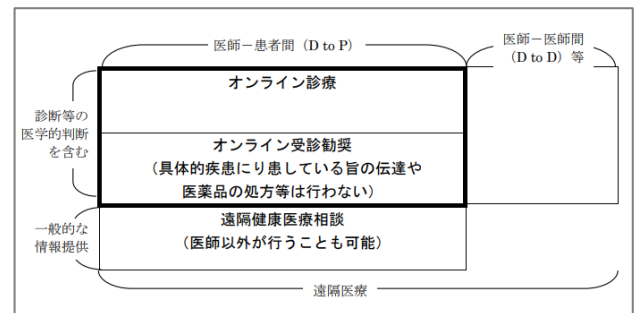 医師－患者間（D to P）
医師－医師間
（D to D）等
オンライン診療
診断等の
医学的判断
を含む
オンライン受診勧奨
（具体的疾患にり患している旨の伝達や
医薬品の処方等は行わない）
一般的な
情報提供
遠隔健康医療相談
（医師以外が行うことも可能）
遠隔医療